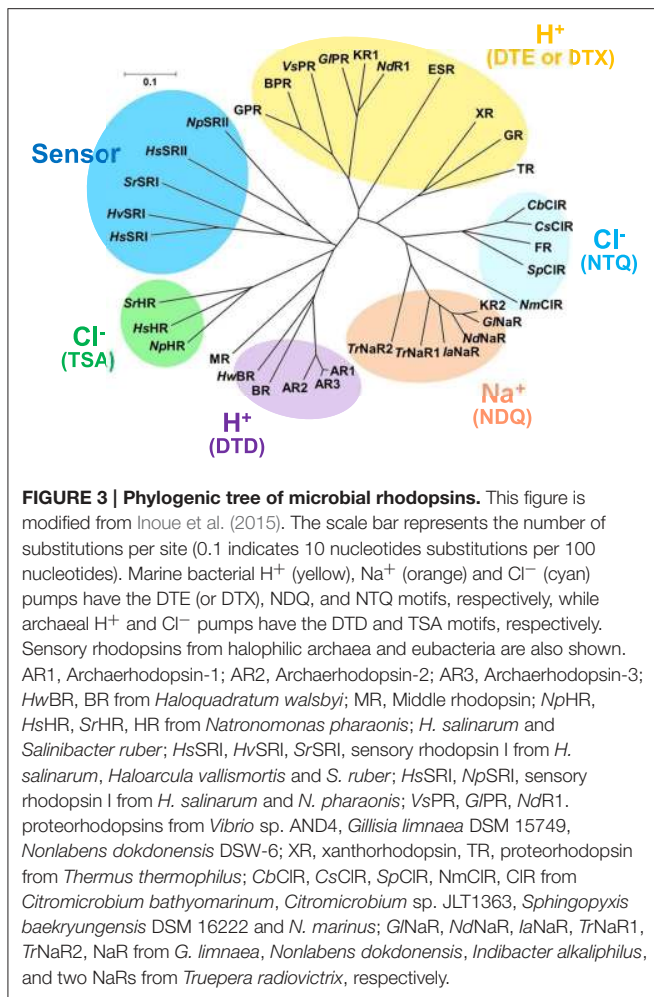 H⁺
(DTE or DTX)
0.1
VsPR
GlPR
KR1
NdR1
ESR
BPR
GPR
XR
GR
TR
NpSRII
Sensor
HsSRII
SrSRI
HvSRI
HsSRI
CbClR
CsClR
FR
SpClR
Cl⁻
(NTQ)
NmClR
SrHR
HsHR
NpHR
Cl⁻
(TSA)
MR
HwBR
BR
AR2
AR3
AR1
H⁺
(DTD)
TrNaR2
TrNaR1
IaNaR
NdNaR
GlNaR
KR2
Na⁺
(NDQ)
FIGURE 3 | Phylogenic tree of microbial rhodopsins. This figure is
modified from Inoue et al. (2015). The scale bar represents the number of
substitutions per site (0.1 indicates 10 nucleotides substitutions per 100
nucleotides). Marine bacterial H⁺ (yellow), Na⁺ (orange) and Cl⁻ (cyan)
pumps have the DTE (or DTX), NDQ, and NTQ motifs, respectively, while
archaeal H⁺ and Cl⁻ pumps have the DTD and TSA motifs, respectively.
Sensory rhodopsins from halophilic archaea and eubacteria are also shown.
AR1, Archaerhodopsin-1; AR2, Archaerhodopsin-2; AR3, Archaerhodopsin-3;
HwBR, BR from Haloquadratum walsbyi; MR, Middle rhodopsin; NpHR,
HsHR, SrHR, HR from Natronomonas pharaonis; H. salinarum and
Salinibacter ruber; HsSRI, HvSRI, SrSRI, sensory rhodopsin I from H.
salinarum, Haloarcula vallismortis and S. ruber; HsSRI, NpSRI, sensory
rhodopsin I from H. salinarum and N. pharaonis; VsPR, GlPR, NdR1.
proteorhodopsins from Vibrio sp. AND4, Gillisia limnaea DSM 15749,
Nonlabens dokdonensis DSW-6; XR, xanthorhodopsin, TR, proteorhodopsin
from Thermus thermophilus; CbClR, CsClR, SpClR, NmClR, ClR from
Citromicrobium bathyomarinum, Citromicrobium sp. JLT1363, Sphingopyxis
baekryungensis DSM 16222 and N. marinus; GlNaR, NdNaR, IaNaR, TrNaR1,
TrNaR2, NaR from G. limnaea, Nonlabens dokdonensis, Indibacter alkaliphilus,
and two NaRs from Truepera radiovictrix, respectively.